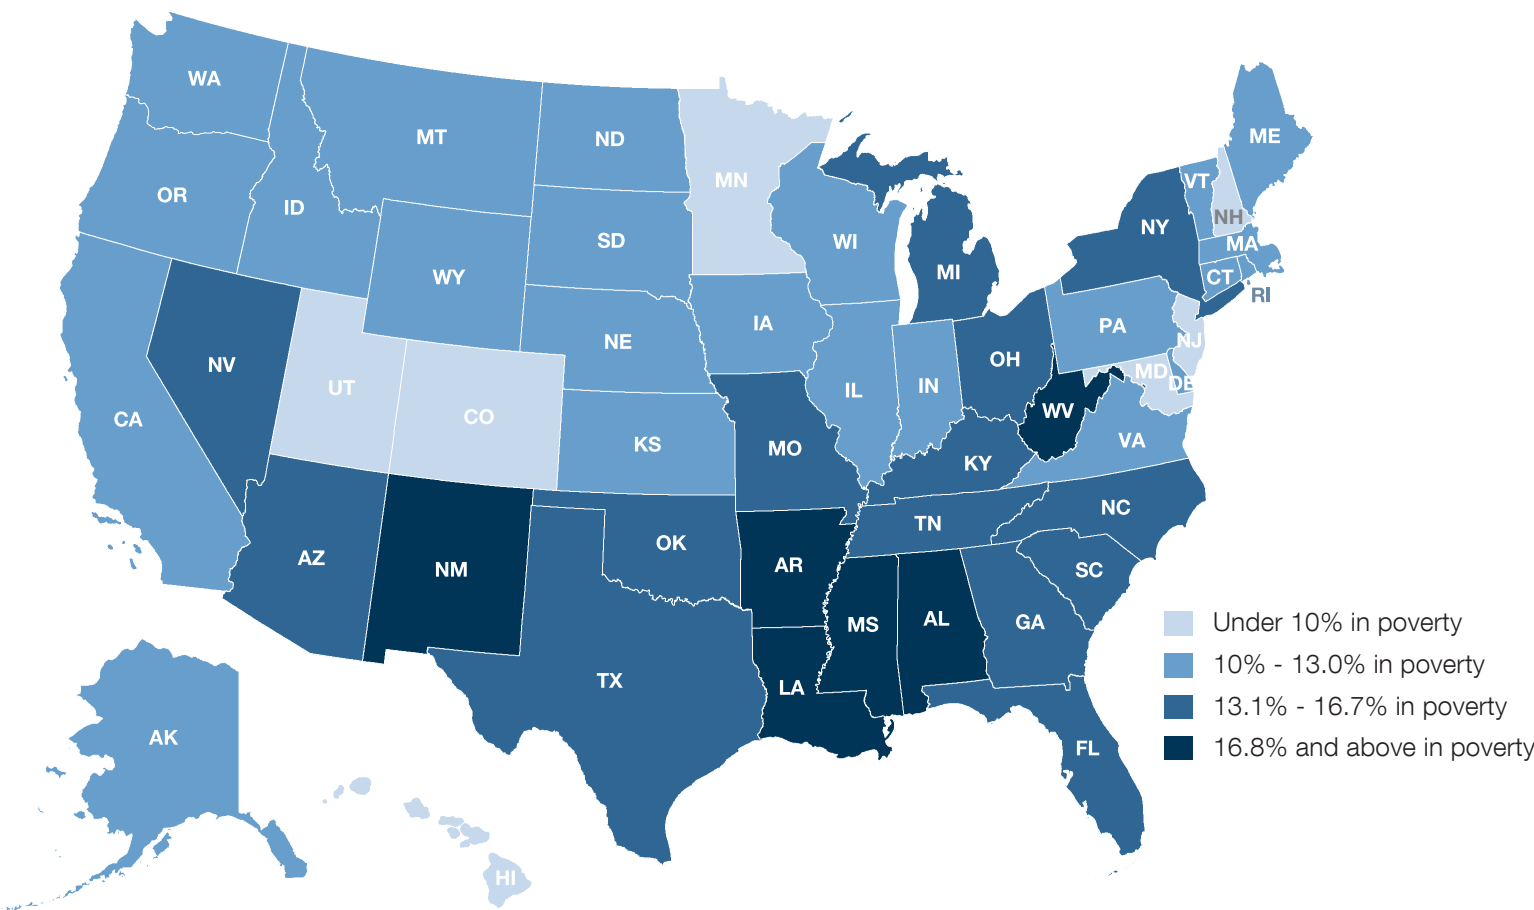 WA
MT
ND
MN
ME
OR
ID
SD
WI
VT
NH
NY
MA
WY
MI
CT
RI
IA
NE
PA
NJ
NV
UT
OH
MD
DE
IL
IN
CA
CO
WV
KS
MO
KY
VA
AZ
NM
OK
AR
TN
NC
SC
MS
AL
GA
TX
LA
AK
FL
HI
Under 10% in poverty
10% - 13.0% in poverty
13.1% - 16.7% in poverty
16.8% and above in poverty